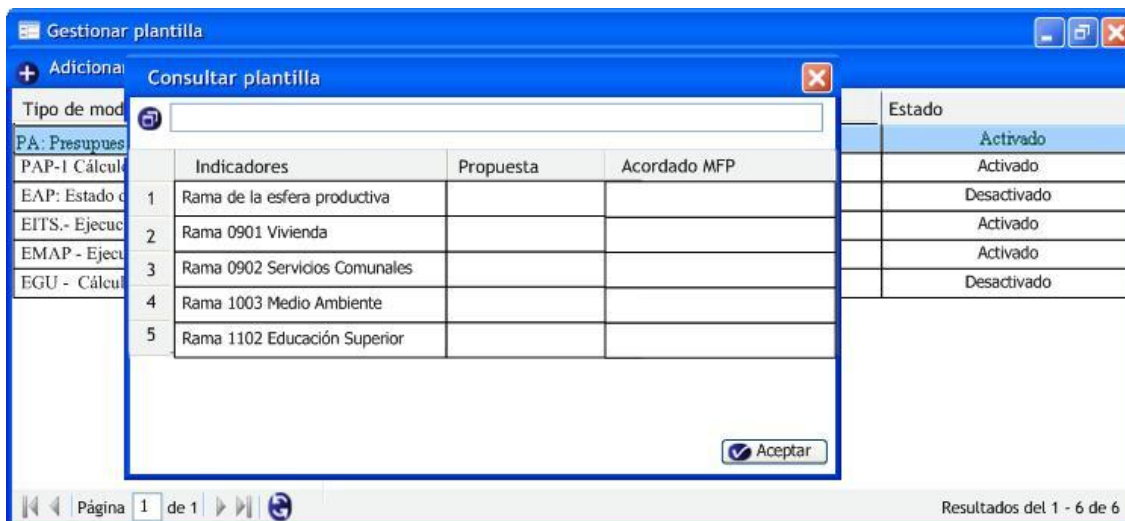 Gestionar plantilla
Adicionar
Consultar plantilla
Tipo de mod
Estado
PA: Presupues
Activado
PAP-1 Cálculo
Activado
EAP: Estado d
Desactivado
EITS.- Ejecuc
Activado
EMAP - Ejecu
Activado
EGU - Cálcul
Desactivado
Indicadores Propuesta Acordado MFP
1 Rama de la esfera productiva
2 Rama 0901 Vivienda
3 Rama 0902 Servicios Comunales
4 Rama 1003 Medio Ambiente
5 Rama 1102 Educación Superior
Aceptar
Página 1 de 1
Resultados del 1 - 6 de 6